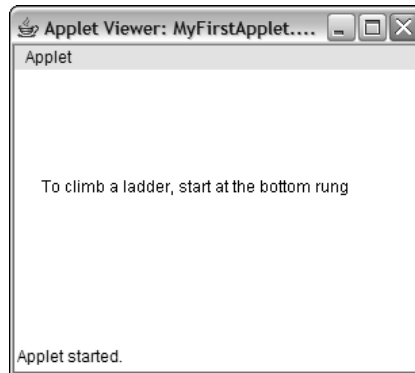 Applet Viewer: MyFirstApplet....
Applet
To climb a ladder, start at the bottom rung
Applet started.